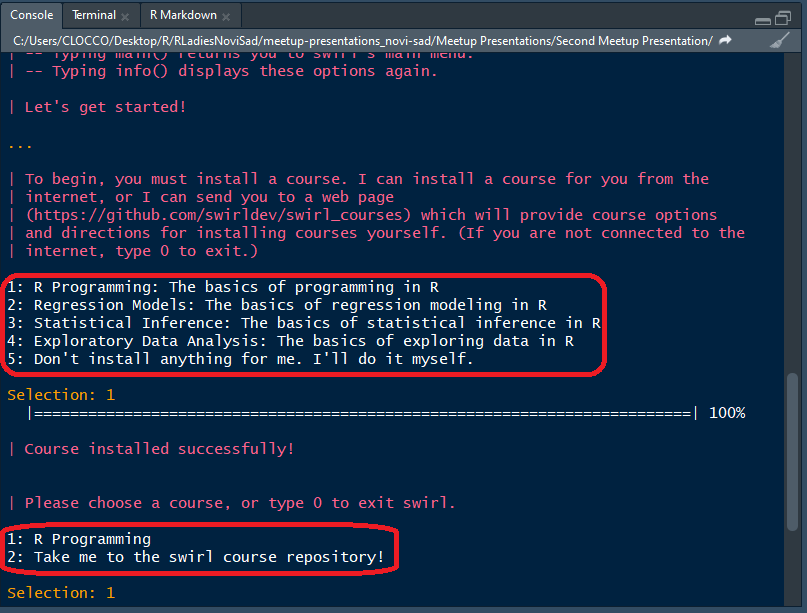 Console Terminal R Markdown
C:/Users/CLOCCO/Desktop/R/RLadiesNoviSad/meetup-presentations_novi-sad/Meetup Presentations/Second Meetup Presentation/
| -- Typing main() returns you to swirl's main menu.
| -- Typing info() displays these options again.
| Let's get started!
...
| To begin, you must install a course. I can install a course for you from the
| internet, or I can send you to a web page
| (https://github.com/swirldev/swirl_courses) which will provide course options
| and directions for installing courses yourself. (If you are not connected to the
| internet, type 0 to exit.)
1: R Programming: The basics of programming in R
2: Regression Models: The basics of regression modeling in R
3: Statistical Inference: The basics of statistical inference in R
4: Exploratory Data Analysis: The basics of exploring data in R
5: Don't install anything for me. I'll do it myself.
Selection: 1
|=========================================================================| 100%
| Course installed successfully!
| Please choose a course, or type 0 to exit swirl.
1: R Programming
2: Take me to the swirl course repository!
Selection: 1